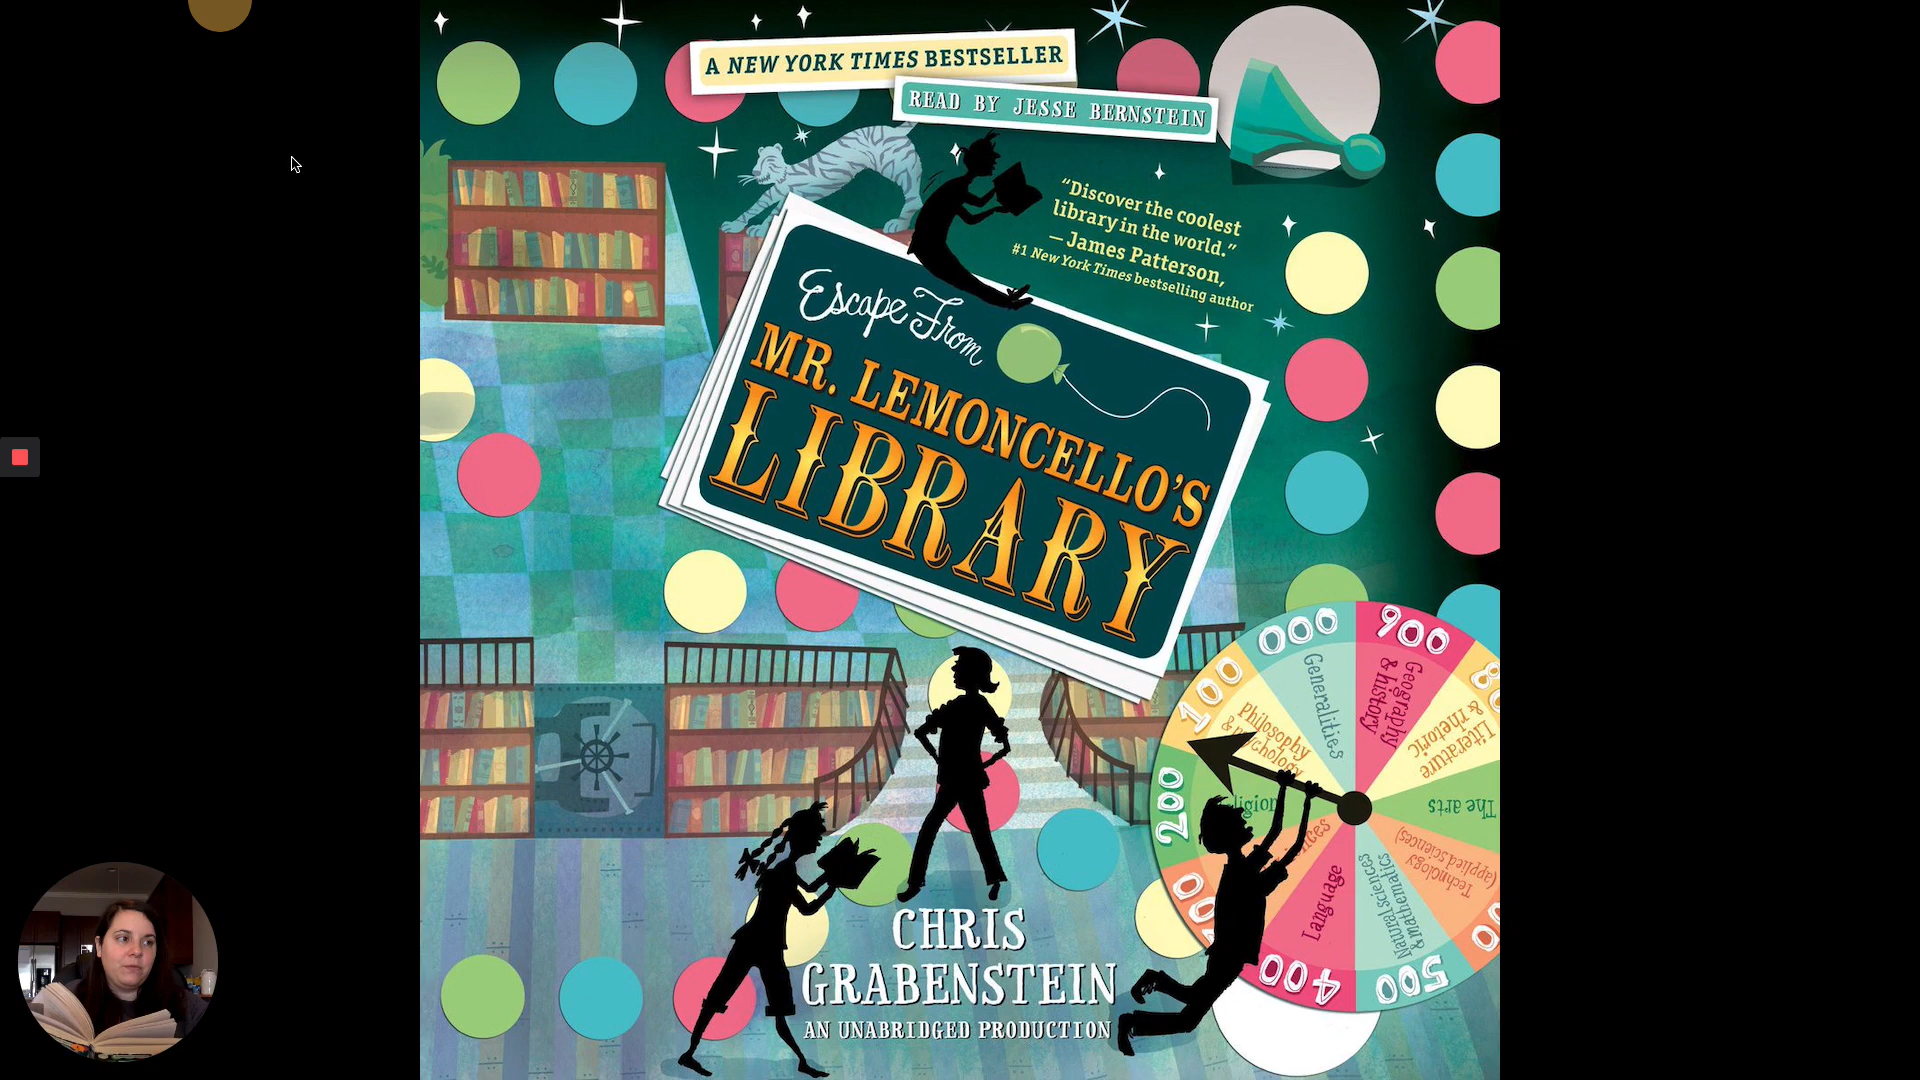 A NEW YORK TIMES BESTSELLER
READ BY JESSE BERNSTEIN
“Discover the coolest
library in the world.”
— James Patterson,
#1 New York Times bestselling author
Escape From
MR. LEMONCELLO'S
LIBRARY
000
Generalities
900
Geography
& history
Literature
& rhetoric
The arts
Technology
(applied sciences)
500
Natural sciences
& mathematics
400
Language
200
100
Philosophy
& psychology
CHRIS
GRABENSTEIN
AN UNABRIDGED PRODUCTION